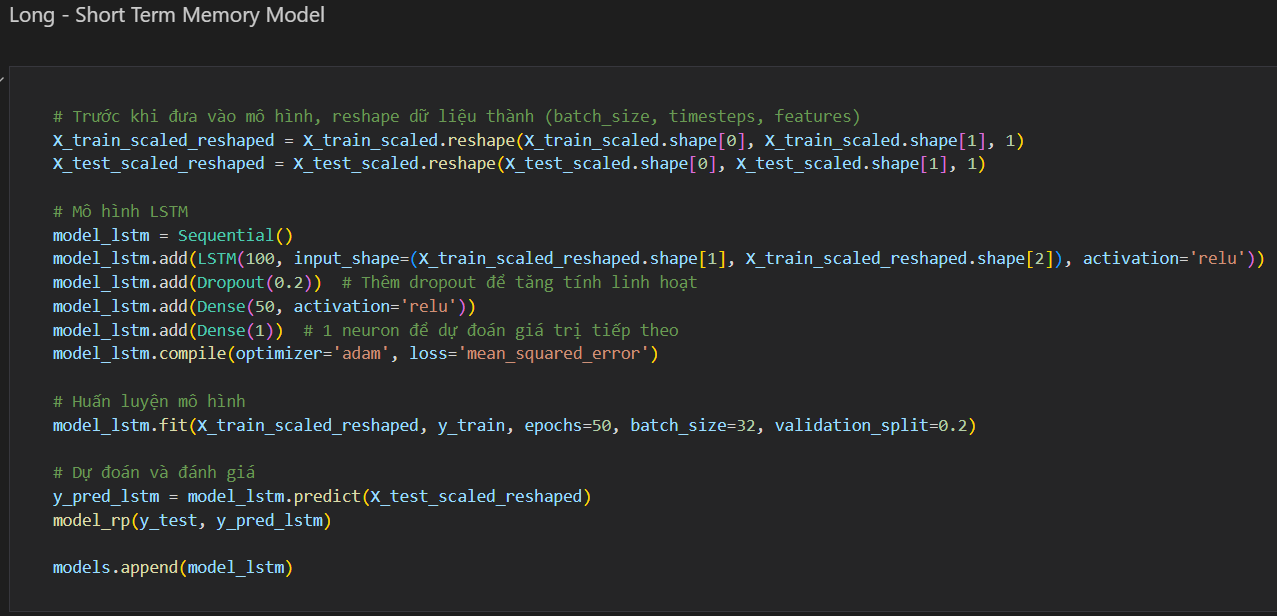 Long - Short Term Memory Model
# Trước khi đưa vào mô hình, reshape dữ liệu thành (batch_size, timesteps, features)
X_train_scaled_reshaped = X_train_scaled.reshape(X_train_scaled.shape[0], X_train_scaled.shape[1], 1)
X_test_scaled_reshaped = X_test_scaled.reshape(X_test_scaled.shape[0], X_test_scaled.shape[1], 1)
# Mô hình LSTM
model_lstm = Sequential()
model_lstm.add(LSTM(100, input_shape=(X_train_scaled_reshaped.shape[1], X_train_scaled_reshaped.shape[2]), activation='relu'))
model_lstm.add(Dropout(0.2))  # Thêm dropout để tăng tính linh hoạt
model_lstm.add(Dense(50, activation='relu'))
model_lstm.add(Dense(1))  # 1 neuron để dự đoán giá trị tiếp theo
model_lstm.compile(optimizer='adam', loss='mean_squared_error')
# Huấn luyện mô hình
model_lstm.fit(X_train_scaled_reshaped, y_train, epochs=50, batch_size=32, validation_split=0.2)
# Dự đoán và đánh giá
y_pred_lstm = model_lstm.predict(X_test_scaled_reshaped)
model_rp(y_test, y_pred_lstm)
models.append(model_lstm)